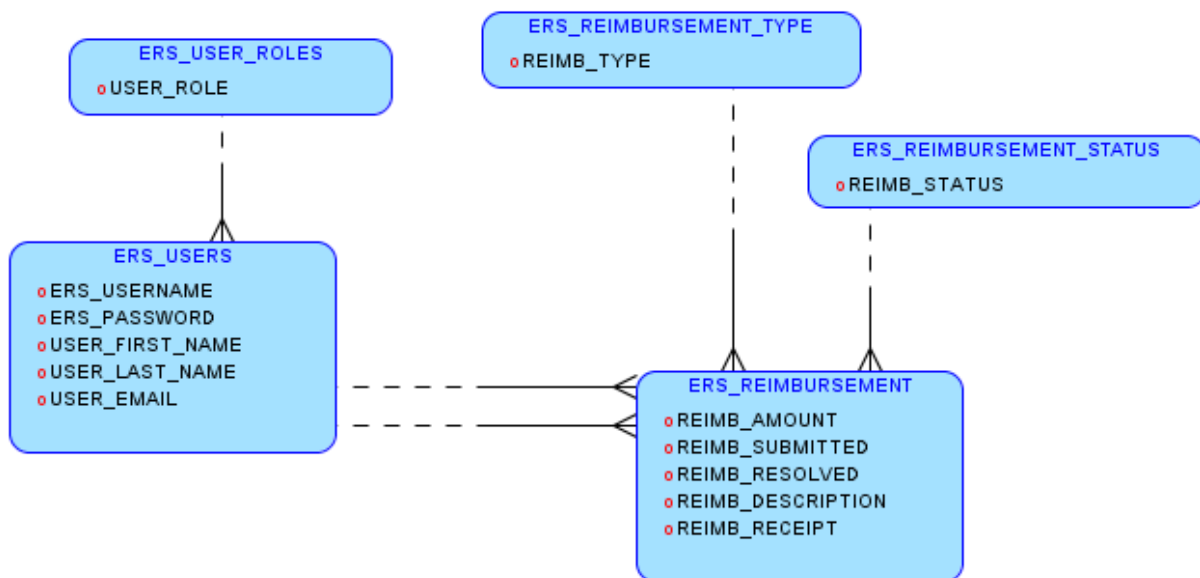 ERS_USER_ROLES
o USER_ROLE
ERS_REIMBURSEMENT_TYPE
o REIMB_TYPE
ERS_REIMBURSEMENT_STATUS
o REIMB_STATUS
ERS_USERS
o ERS_USERNAME
o ERS_PASSWORD
o USER_FIRST_NAME
o USER_LAST_NAME
o USER_EMAIL
ERS_REIMBURSEMENT
o REIMB_AMOUNT
o REIMB_SUBMITTED
o REIMB_RESOLVED
o REIMB_DESCRIPTION
o REIMB_RECEIPT